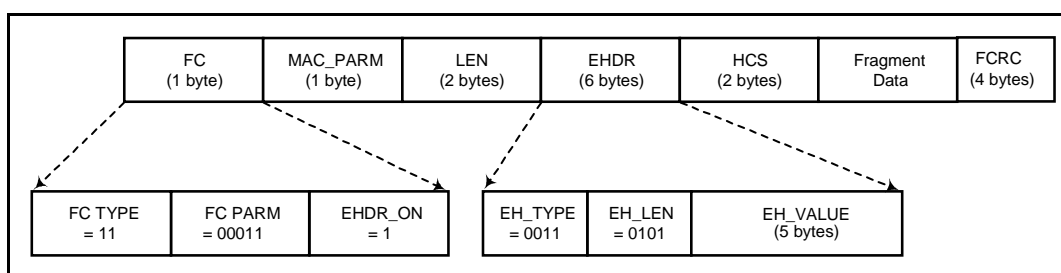 FC
(1 byte)
MAC_PARM
(1 byte)
LEN
(2 bytes)
EHDR
(6 bytes)
HCS
(2 bytes)
Fragment
Data
FCRC
(4 bytes)
FC TYPE
= 11
FC PARM
= 00011
EHDR_ON
= 1
EH_TYPE
= 0011
EH_LEN
= 0101
EH_VALUE
(5 bytes)